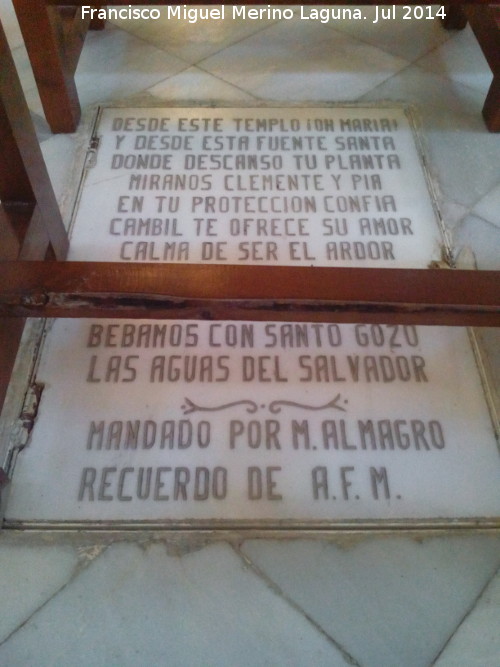 Francisco Miguel Merino Laguna. Jul 2014
DESDE ESTE TEMPLO ¡OH MARIA!
Y DESDE ESTA FUENTE SANTA
DONDE DESCANSO TU PLANTA
MIRANOS CLEMENTE Y PIA
EN TU PROTECCION CONFIA
CAMBIL TE OFRECE SU AMOR
CALMA DE SER EL ARDOR
BEBAMOS CON SANTO GOZO
LAS AGUAS DEL SALVADOR
MANDADO POR M. ALMAGRO
RECUERDO DE A.F.M.